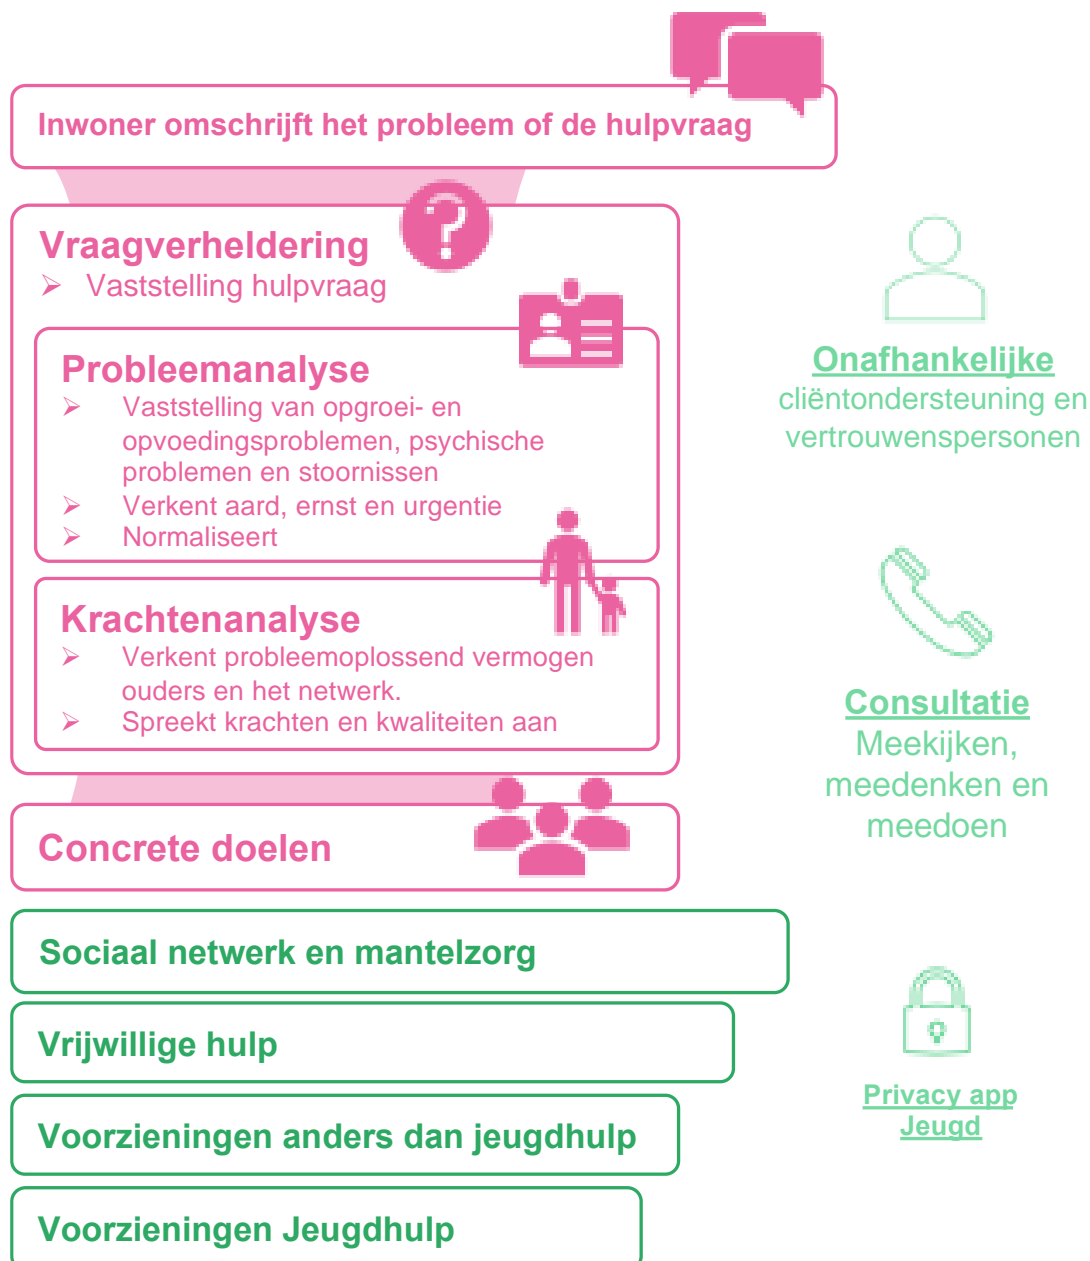 Inwoner omschrijft het probleem of de hulpvraag
Vraagverheldering
➢ Vaststelling hulpvraag
Probleemanalyse
➢ Vaststelling van opgroei- en
opvoedingsproblemen, psychische
problemen en stoornissen
➢ Verkent aard, ernst en urgentie
➢ Normaliseert
Krachtenanalyse
➢ Verkent probleemoplossend vermogen
ouders en het netwerk.
➢ Spreekt krachten en kwaliteiten aan
Concrete doelen
Sociaal netwerk en mantelzorg
Vrijwillige hulp
Voorzieningen anders dan jeugdhulp
Voorzieningen Jeugdhulp
Onafhankelijke
cliëntondersteuning en
vertrouwenspersonen
Consultatie
Meekijken,
meedenken en
meedoen
Privacy app
Jeugd